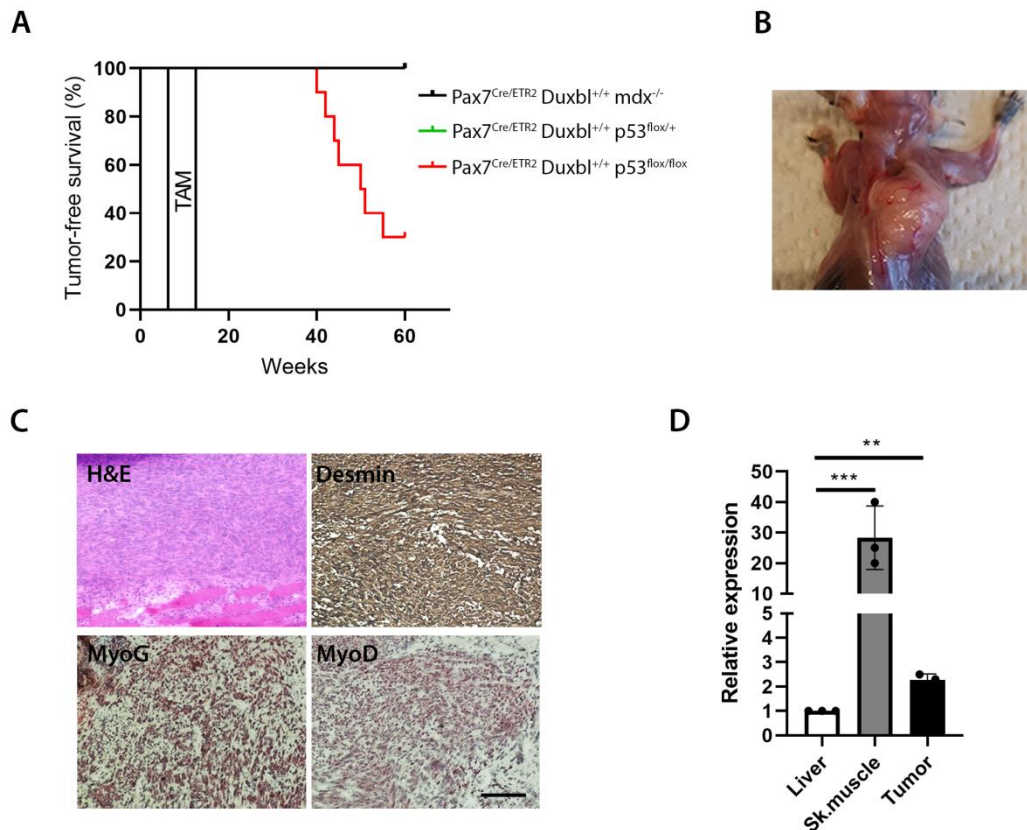 A
Tumor-free survival (%)
100
80
60
40
20
0
TAM
0 20 40 60
Weeks
Pax7Cre/ETR2 Duxbl+/+ mdx-/-
Pax7Cre/ETR2 Duxbl+/+ p53flox/+
Pax7Cre/ETR2 Duxbl+/+ p53flox/flox
B
C
H&E
Desmin
MyoG
MyoD
D
**
***
Relative expression
50
40
30
20
10
5
4
3
2
1
0
Liver
Sk.muscle
Tumor